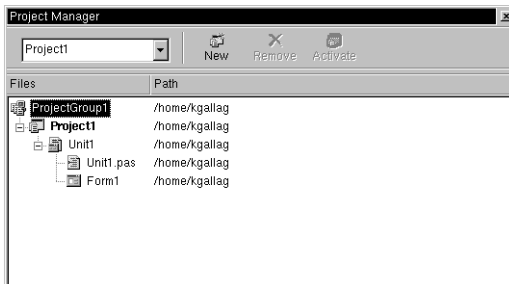 Project Manager
Project1
New Remove Activate
Files Path
ProjectGroup1 /home/kgallag
Project1 /home/kgallag
Unit1 /home/kgallag
Unit1.pas /home/kgallag
Form1 /home/kgallag